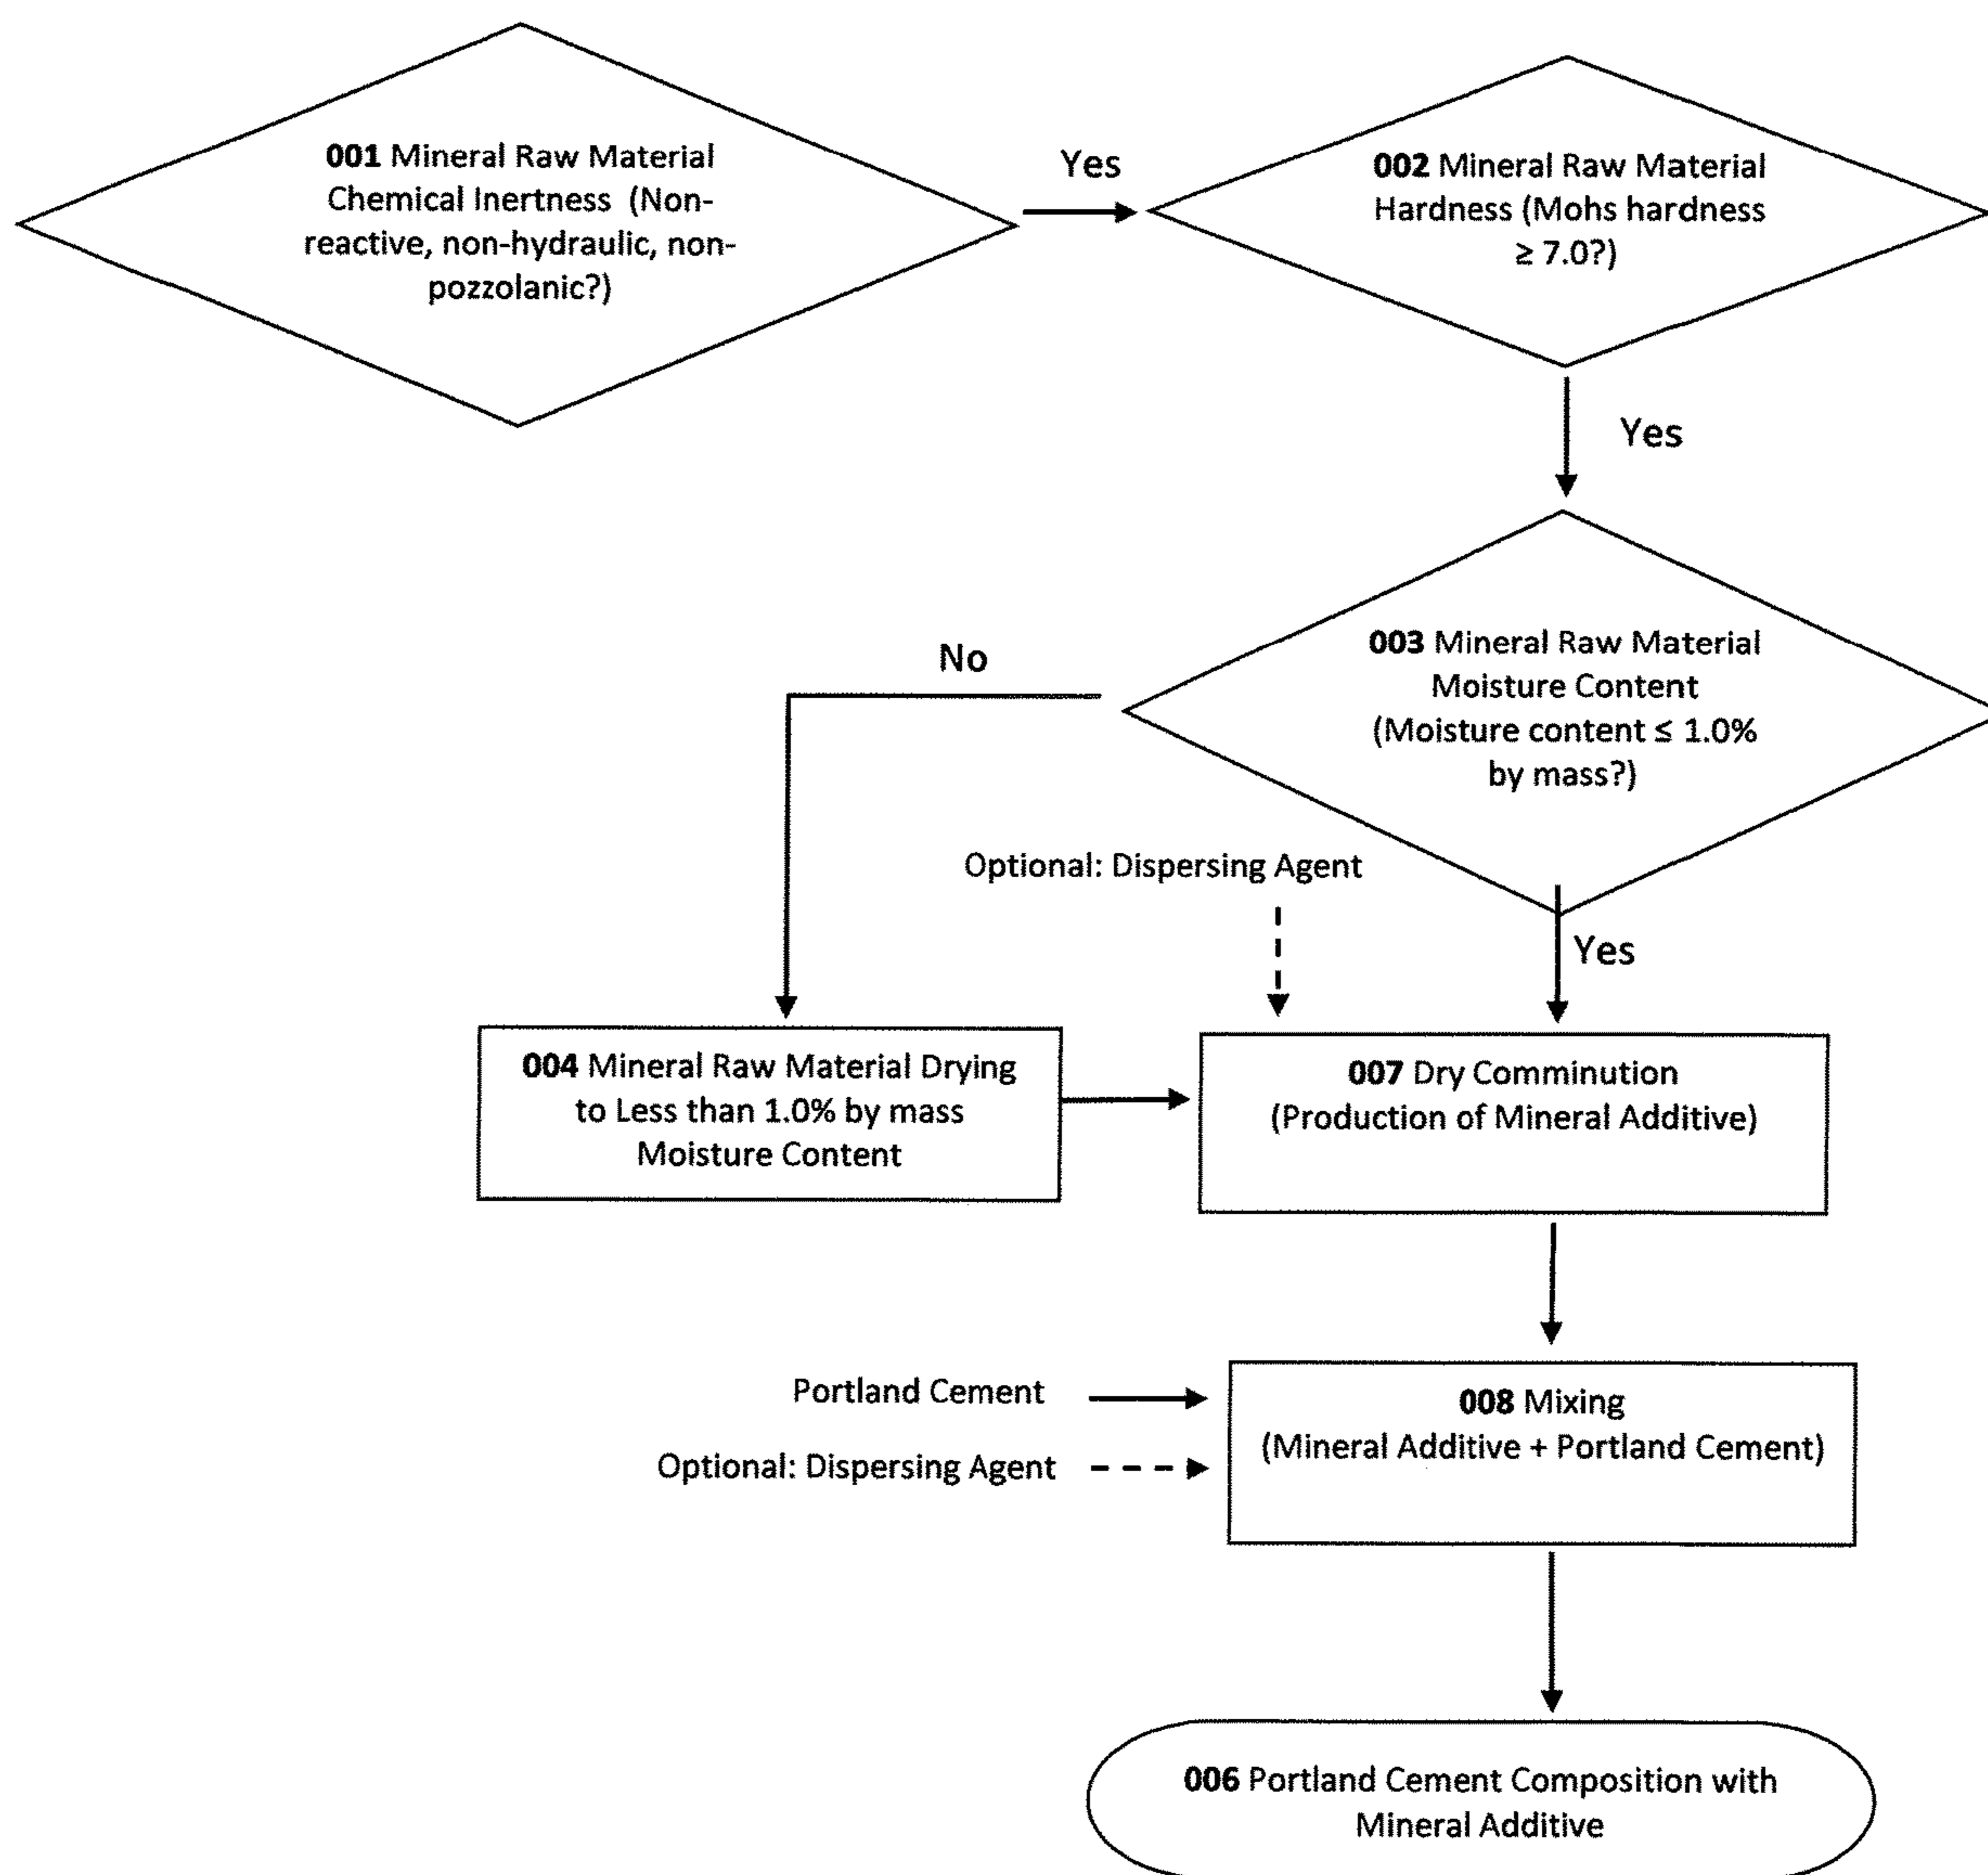 001 Mineral Raw Material
Chemical Inertness (Non-
reactive, non-hydraulic, non-
pozzolanic?)
Yes
002 Mineral Raw Material
Hardness (Mohs hardness
≥ 7.0?)
Yes
003 Mineral Raw Material
Moisture Content
(Moisture content ≤ 1.0%
by mass?)
No
Optional: Dispersing Agent
Yes
004 Mineral Raw Material Drying
to Less than 1.0% by mass
Moisture Content
007 Dry Comminution
(Production of Mineral Additive)
Portland Cement
Optional: Dispersing Agent
008 Mixing
(Mineral Additive + Portland Cement)
006 Portland Cement Composition with
Mineral Additive